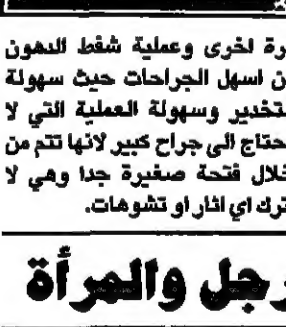 رة اخرى وعملية شفط الدهون
ن اسهل الجراحات حيث سهولة
تخدير وسهولة العملية التي لا
حتاج الى جراح كبير لانها تتم من
خلال فتحة صغيرة جدا وهي لا
ترك اي اثار او تشوهات.
رجل والمرأة